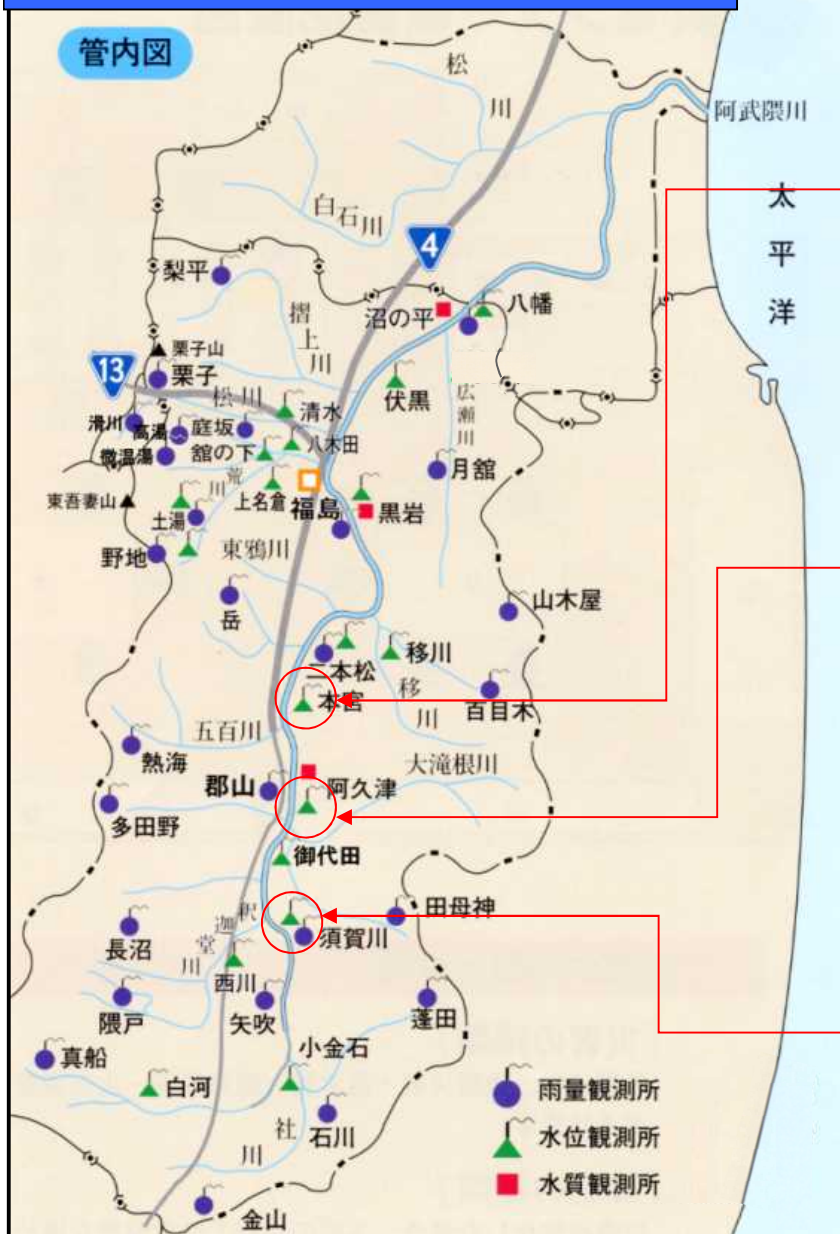 管内図
松川
阿武隈川
太平洋
白石川
4
梨平
摺上川
沼の平
八幡
栗子山
栗子
13
松川
清水
伏黒
広瀬川
滑川
高湯
庭坂
八木田
微温湯
舘の下
月舘
荒川
上名倉
東吾妻山
土湯
福島
黒岩
野地
東鴉川
岳
山木屋
二本松
移川
本宮
移川
百目木
五百川
熱海
大滝根川
郡山
阿久津
多田野
御代田
釈迦堂川
田母神
長沼
須賀川
西川
隈戸
矢吹
蓬田
小金石
真船
白河
雨量観測所
社川
石川
水位観測所
水質観測所
金山